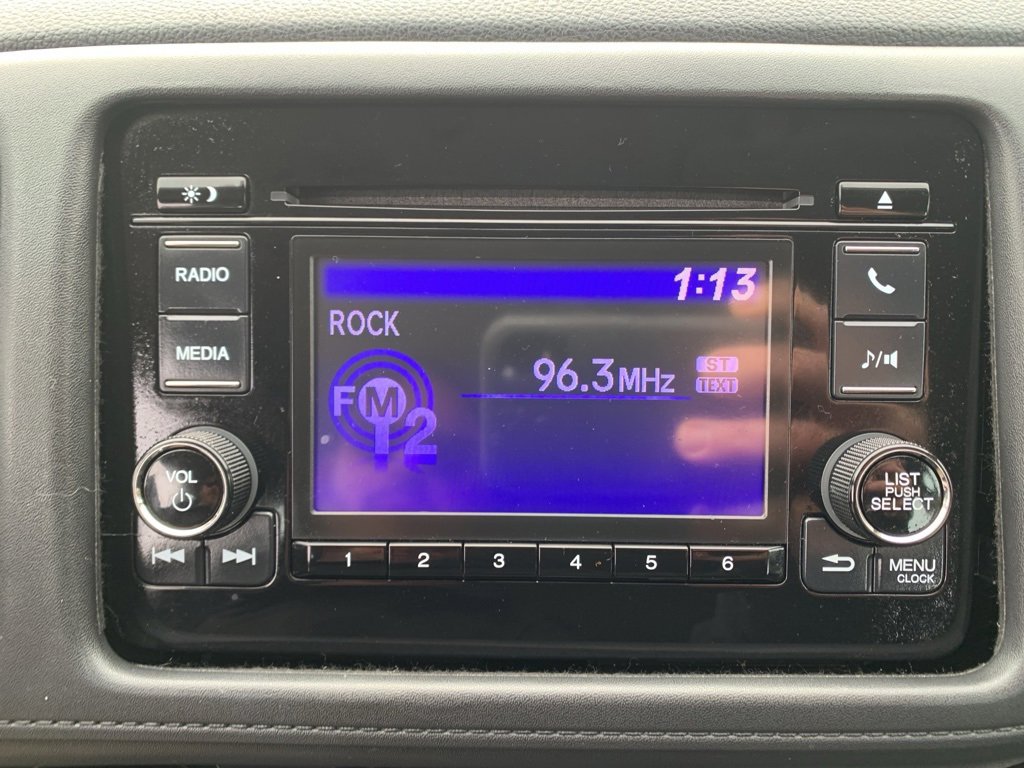 1:13
RADIO
ROCK
MEDIA
96.3MHz
ST
TEXT
FM
2
VOL
LIST
PUSH
SELECT
1 2 3 4 5 6
MENU
CLOCK